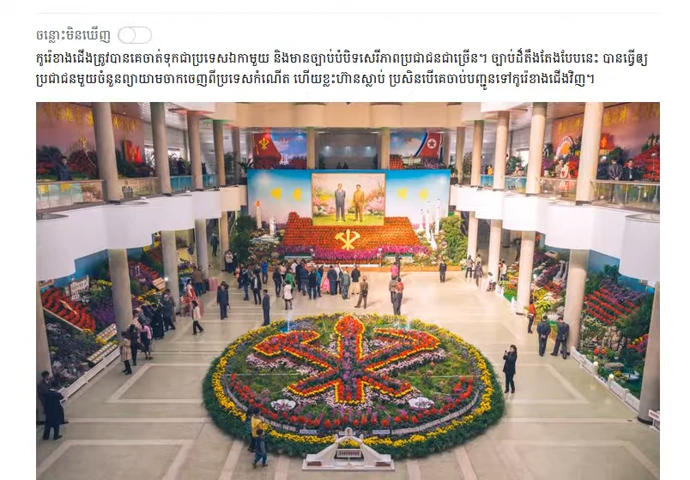 ចន្លោះមិនឃើញ
កូរ៉េខាងជើងត្រូវបានគេចាត់ទុកជាប្រទេសឯកាមួយ និងមានច្បាប់បំបិទសេរីភាពប្រជាជនជាច្រើន។ ច្បាប់ដ៏តឹងតែងបែបនេះ បានធ្វើឲ្យ
ប្រជាជនមួយចំនួនព្យាយាមចាកចេញពីប្រទេសកំណើត ហើយខ្លះហ៊ានស្លាប់ ប្រសិនបើគេចាប់បញ្ជូនទៅកូរ៉េខាងជើងវិញ។